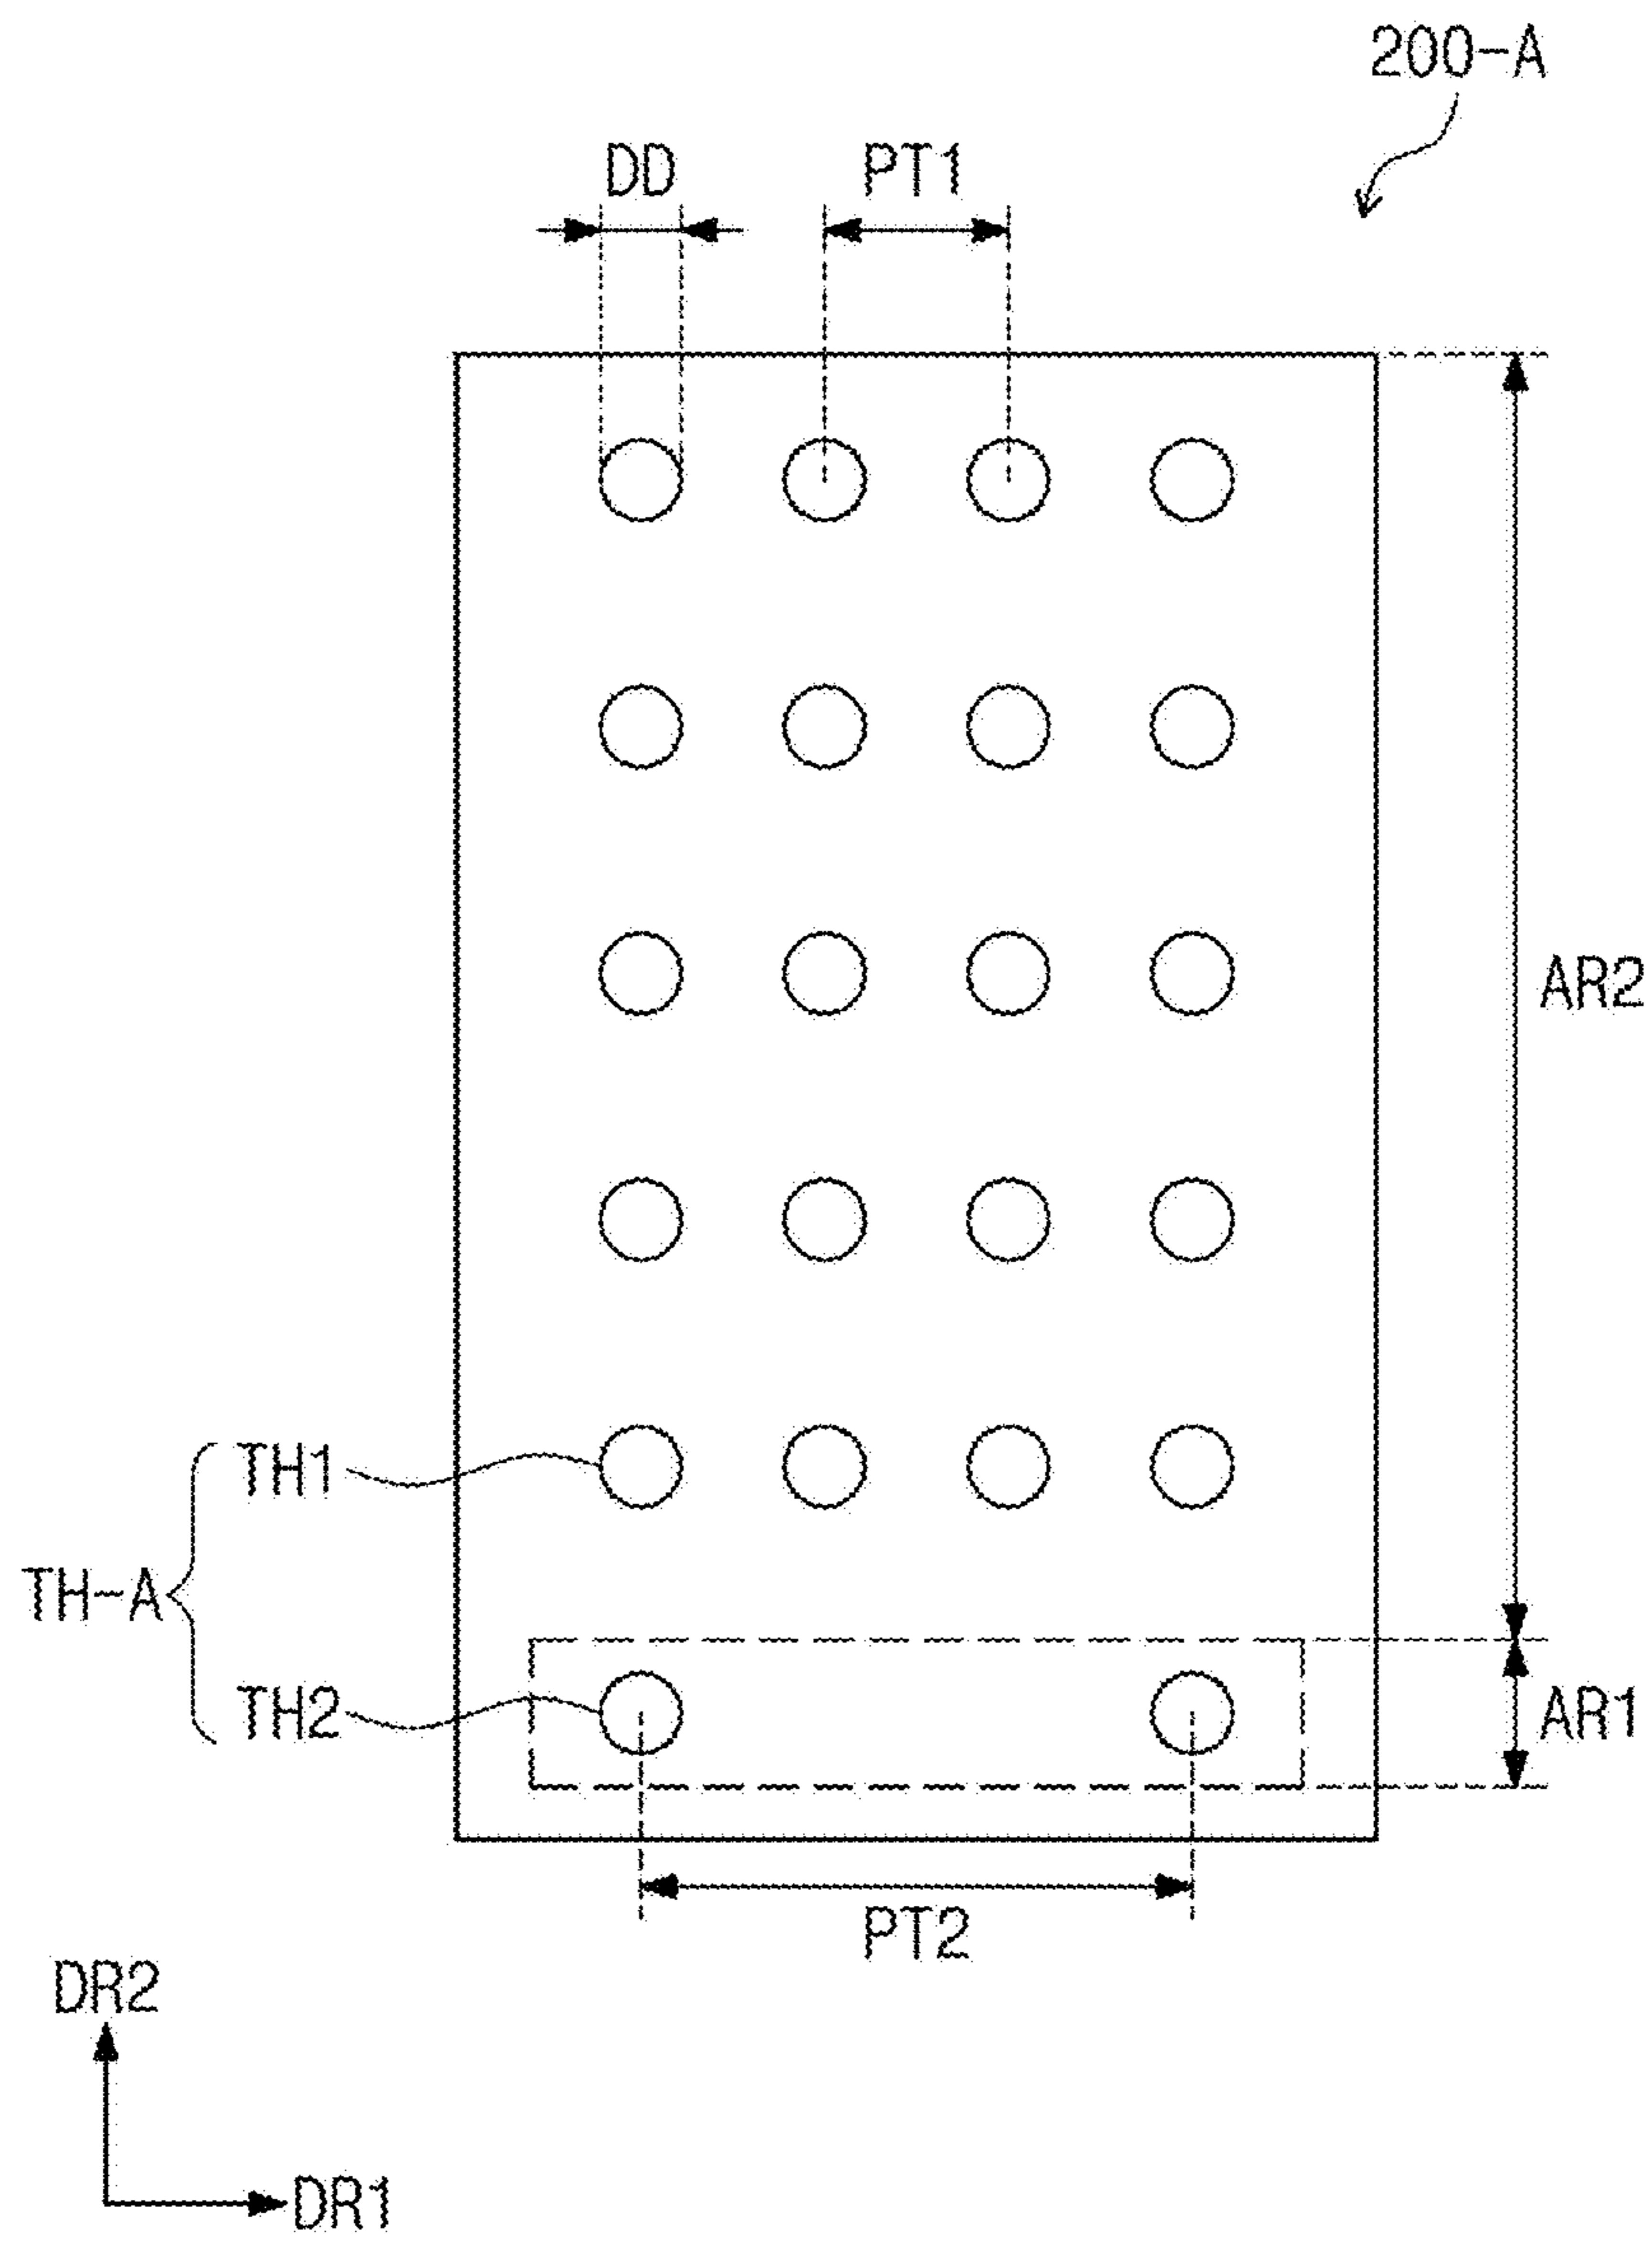 200-A
DD
PT1
AR2
TH1
TH-A
TH2
AR1
PT2
DR2
DR1